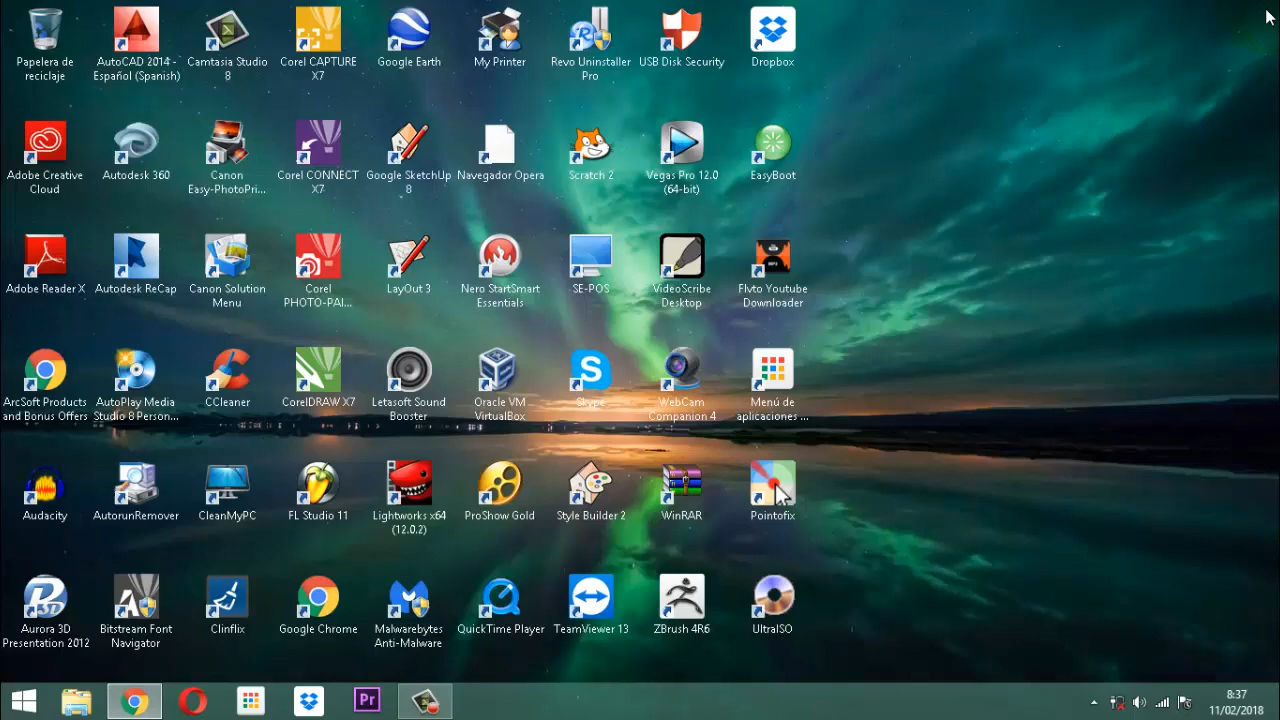 Papelera de
reciclaje
AutoCAD 2014 -
Español (Spanish)
Camtasia Studio
8
Corel CAPTURE
X7
Google Earth
My Printer
Revo Uninstaller
Pro
USB Disk Security
Dropbox
Adobe Creative
Cloud
Autodesk 360
Canon
Easy-PhotoPri...
Corel CONNECT
X7
Google SketchUp
8
Navegador Opera
Scratch 2
Vegas Pro 12.0
(64-bit)
EasyBoot
Adobe Reader X
Autodesk ReCap
Canon Solution
Menu
Corel
PHOTO-PAI...
LayOut 3
Nero StartSmart
Essentials
SE-POS
VideoScribe
Desktop
Flvto Youtube
Downloader
ArcSoft Products
and Bonus Offers
AutoPlay Media
Studio 8 Person...
CCleaner
CorelDRAW X7
Letasoft Sound
Booster
Oracle VM
VirtualBox
Skype
WebCam
Companion 4
Menú de
aplicaciones ...
Audacity
AutorunRemover
CleanMyPC
FL Studio 11
Lightworks x64
(12.0.2)
ProShow Gold
Style Builder 2
WinRAR
Pointofix
Aurora 3D
Presentation 2012
Bitstream Font
Navigator
Clinflix
Google Chrome
Malwarebytes
Anti-Malware
QuickTime Player
TeamViewer 13
ZBrush 4R6
UltraISO
Pr
8:37
11/02/2018